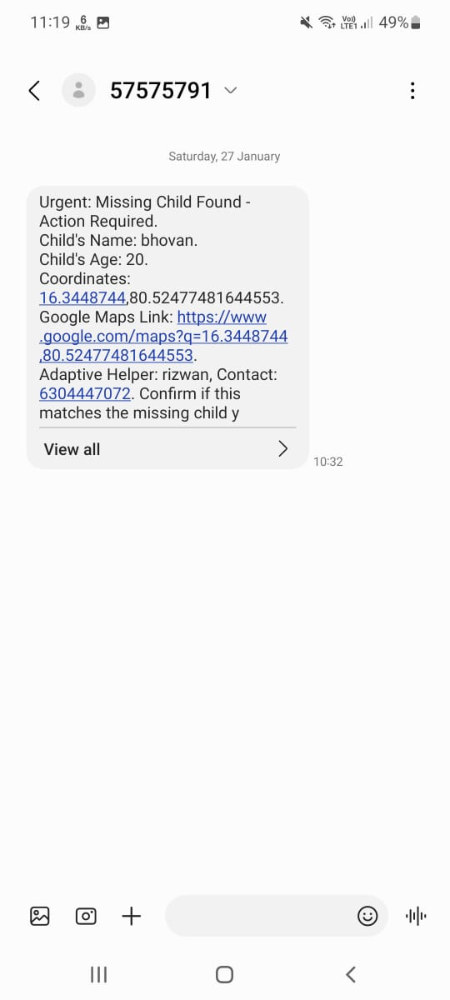 11:19 6 KB/s Vo)) LTE1 49%
57575791
Saturday, 27 January
Urgent: Missing Child Found -
Action Required.
Child's Name: bhovan.
Child's Age: 20.
Coordinates:
16.3448744,80.52477481644553.
Google Maps Link: https://www
.google.com/maps?q=16.3448744
,80.52477481644553.
Adaptive Helper: rizwan, Contact:
6304447072. Confirm if this
matches the missing child y
View all
10:32